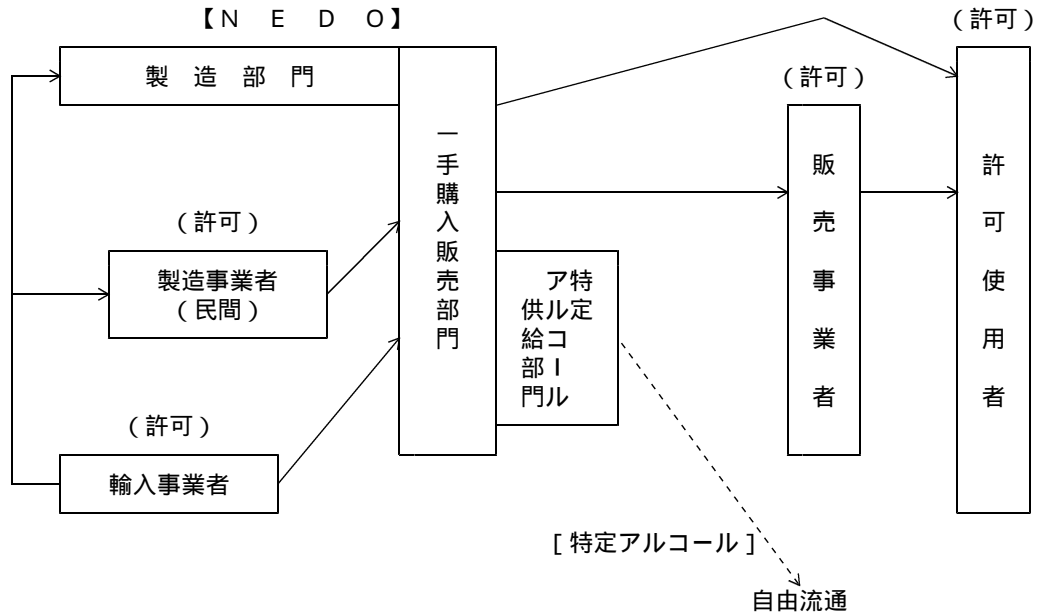 【ＮＥＤＯ】
製造部門
一手購入販売部門
特定アルコール
供給部門
（許可）
製造事業者
（民間）
（許可）
輸入事業者
（許可）
販売事業者
（許可）
許可使用者
[特定アルコール]
自由流通